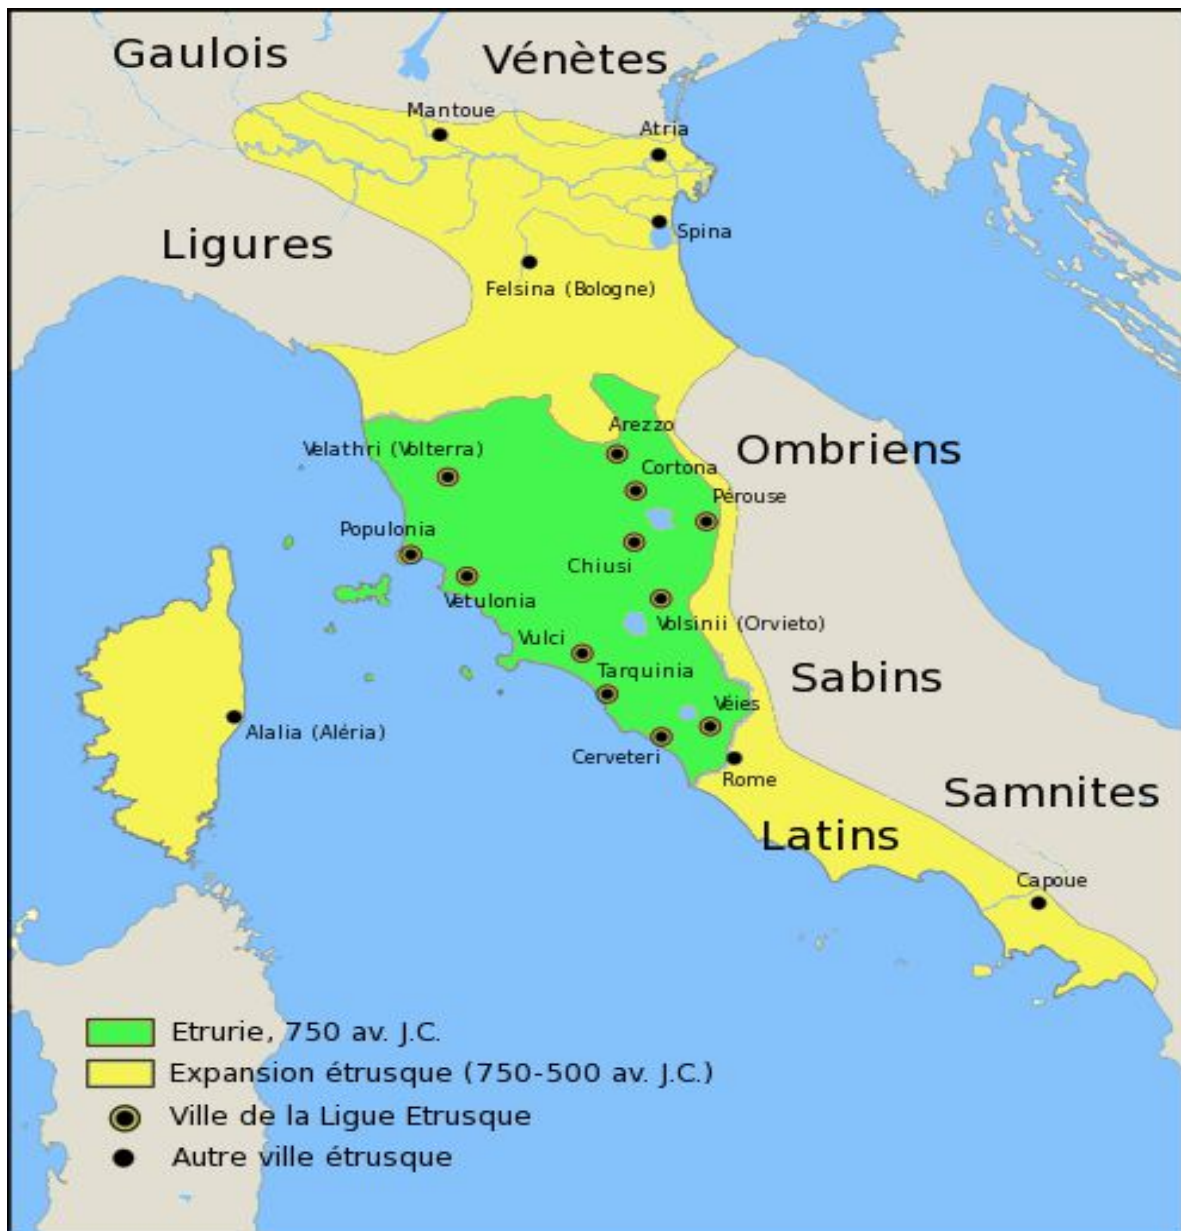 Gaulois
Vénètes
Mantoue
Atria
Ligures
Spina
Felsina (Bologne)
Arezzo
Ombriens
Velathri (Volterra)
Cortona
Pérouse
Populonia
Chiusi
Vetulonia
Volsinii (Orvieto)
Vulci
Tarquinia
Sabins
Alalia (Aléria)
Véies
Cerveteri
Rome
Samnites
Latins
Capoue
Etrurie, 750 av. J.C.
Expansion étrusque (750-500 av. J.C.)
Ville de la Ligue Etrusque
Autre ville étrusque